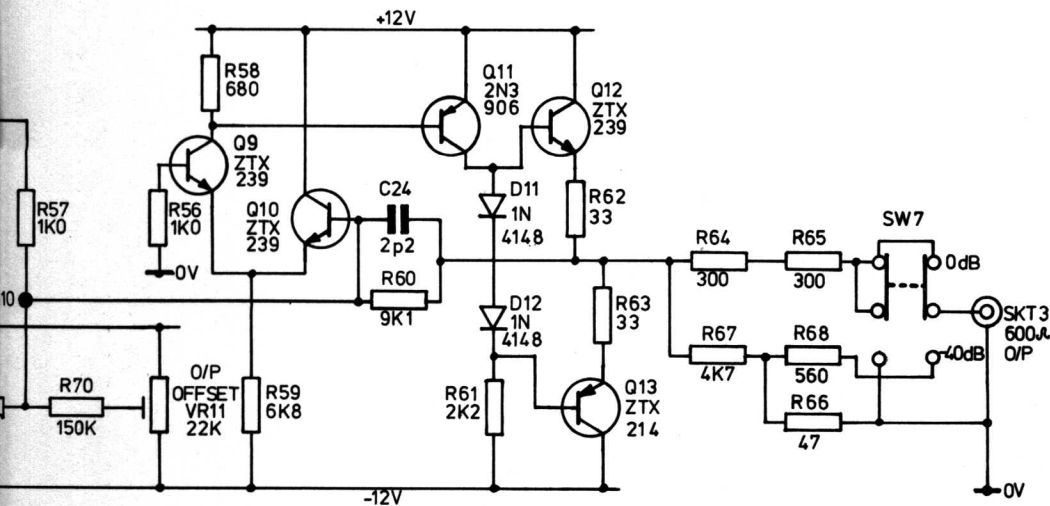 +12V
R58
680
Q11
2N3
906
Q12
ZTX
239
Q9
ZTX
239
R57
1K0
R56
1K0
Q10
ZTX
239
C24
2p2
D11
1N
4148
R62
33
SW7
0V
R64
300
R65
300
0dB
10
R60
9K1
D12
1N
4148
R63
33
SKT3
600Ω
O/P
R67
4K7
R68
560
-40dB
R70
150K
O/P
OFFSET
VR11
22K
R59
6K8
R61
2K2
Q13
ZTX
214
R66
47
-12V
0V